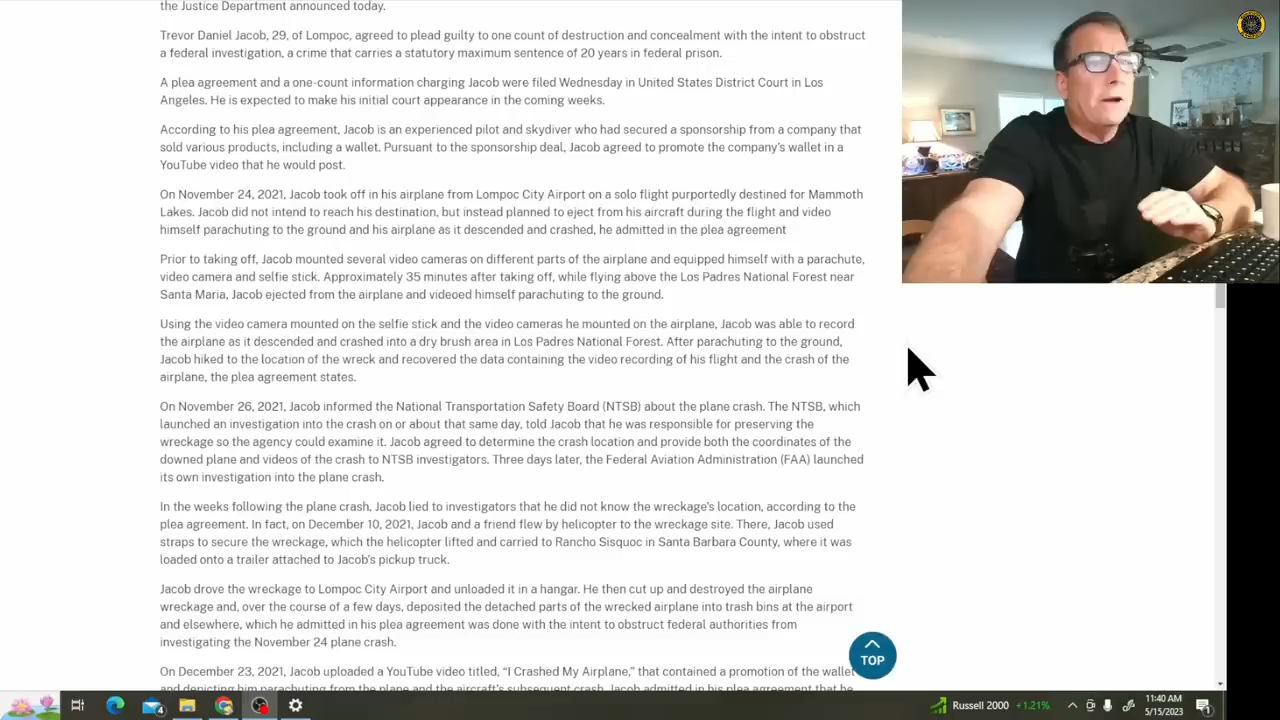 the Justice Department announced today.
Trevor Daniel Jacob, 29, of Lompoc, agreed to plead guilty to one count of destruction and concealment with the intent to obstruct
a federal investigation, a crime that carries a statutory maximum sentence of 20 years in federal prison.
A plea agreement and a one-count information charging Jacob were filed Wednesday in United States District Court in Los
Angeles. He is expected to make his initial court appearance in the coming weeks.
According to his plea agreement, Jacob is an experienced pilot and skydiver who had secured a sponsorship from a company that
sold various products, including a wallet. Pursuant to the sponsorship deal, Jacob agreed to promote the company's wallet in a
YouTube video that he would post.
On November 24, 2021, Jacob took off in his airplane from Lompoc City Airport on a solo flight purportedly destined for Mammoth
Lakes. Jacob did not intend to reach his destination, but instead planned to eject from his aircraft during the flight and video
himself parachuting to the ground and his airplane as it descended and crashed, he admitted in the plea agreement
Prior to taking off, Jacob mounted several video cameras on different parts of the airplane and equipped himself with a parachute,
video camera and selfie stick. Approximately 35 minutes after taking off, while flying above the Los Padres National Forest near
Santa Maria, Jacob ejected from the airplane and videoed himself parachuting to the ground.
Using the video camera mounted on the selfie stick and the video cameras he mounted on the airplane, Jacob was able to record
the airplane as it descended and crashed into a dry brush area in Los Padres National Forest. After parachuting to the ground,
Jacob hiked to the location of the wreck and recovered the data containing the video recording of his flight and the crash of the
airplane, the plea agreement states.
On November 26, 2021, Jacob informed the National Transportation Safety Board (NTSB) about the plane crash. The NTSB, which
launched an investigation into the crash on or about that same day, told Jacob that he was responsible for preserving the
wreckage so the agency could examine it. Jacob agreed to determine the crash location and provide both the coordinates of the
downed plane and videos of the crash to NTSB investigators. Three days later, the Federal Aviation Administration (FAA) launched
its own investigation into the plane crash.
In the weeks following the plane crash, Jacob lied to investigators that he did not know the wreckage's location, according to the
plea agreement. In fact, on December 10, 2021, Jacob and a friend flew by helicopter to the wreckage site. There, Jacob used
straps to secure the wreckage, which the helicopter lifted and carried to Rancho Sisquoc in Santa Barbara County, where it was
loaded onto a trailer attached to Jacob's pickup truck.
Jacob drove the wreckage to Lompoc City Airport and unloaded it in a hangar. He then cut up and destroyed the airplane
wreckage and, over the course of a few days, deposited the detached parts of the wrecked airplane into trash bins at the airport
and elsewhere, which he admitted in his plea agreement was done with the intent to obstruct federal authorities from
investigating the November 24 plane crash.
TOP
On December 23, 2021, Jacob uploaded a YouTube video titled, “I Crashed My Airplane,” that contained a promotion of the wallet
and depicting him parachuting from the plane and the aircraft's subsequent crash. Jacob admitted in his plea agreement that he
4
Russell 2000 +1.21%
11:40 AM
5/15/2023
1